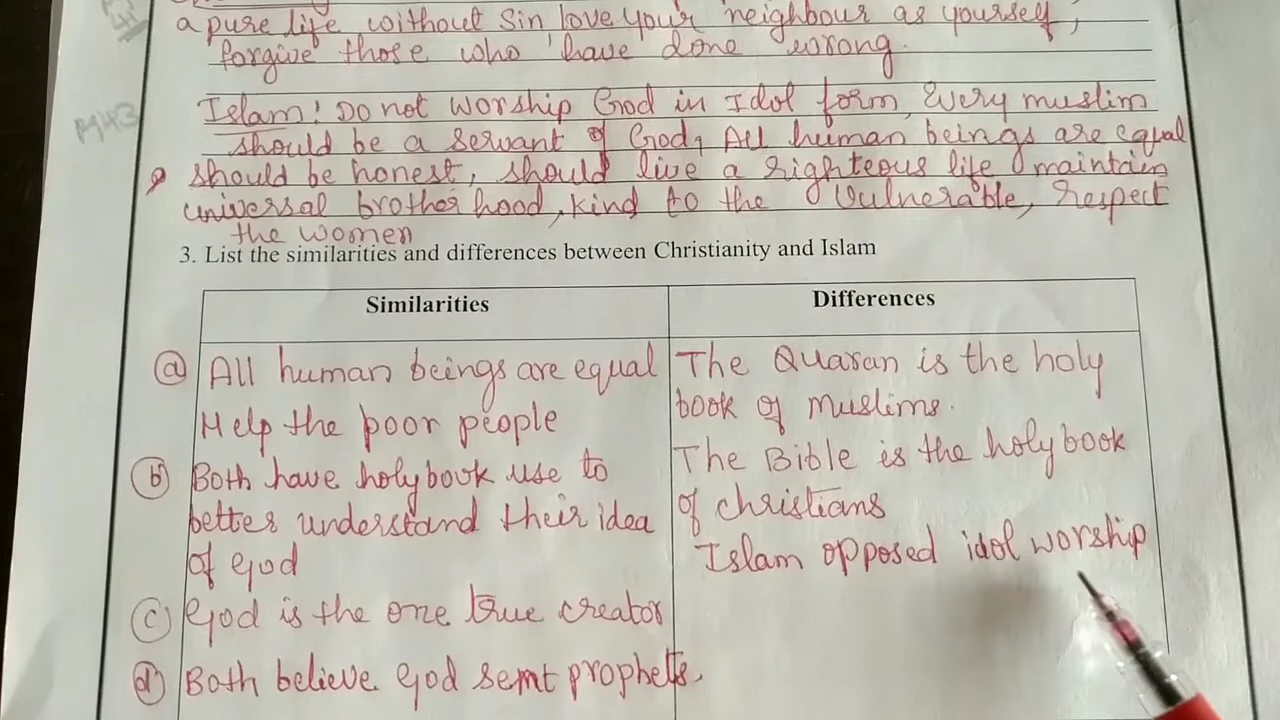 a pure life without sin love your neighbour as yourself,
forgive those who have done wrong.
Islam: Do not worship God in Idol form, Every muslim
should be a servant of God, All human beings are equal
should be honest, should live a righteous life maintain
universal brotherhood, kind to the vulnerable, respect
the women
3. List the similarities and differences between Christianity and Islam
Similarities
Differences
(a) All human beings are equal
Help the poor people
(b) Both have holybook use to
better understand their idea
of God
(c) God is the one true creator
(d) Both believe God sent prophets.
The Quaran is the holy
book of muslims.
The Bible is the holy book
of christians
Islam opposed idol worship